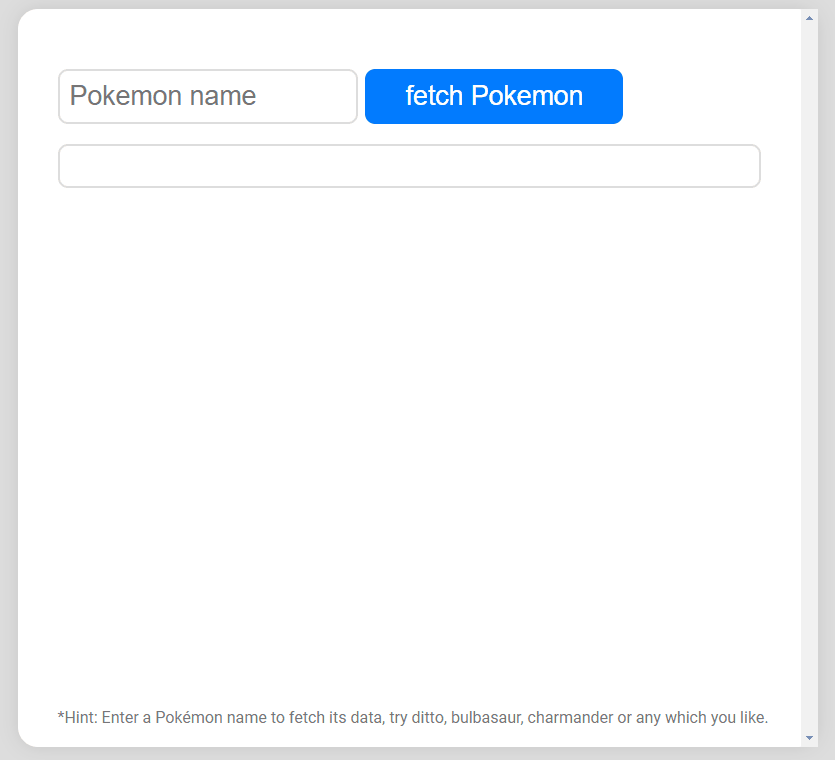 Pokemon name
fetch Pokemon
*Hint: Enter a Pokémon name to fetch its data, try ditto, bulbasaur, charmander or any which you like.